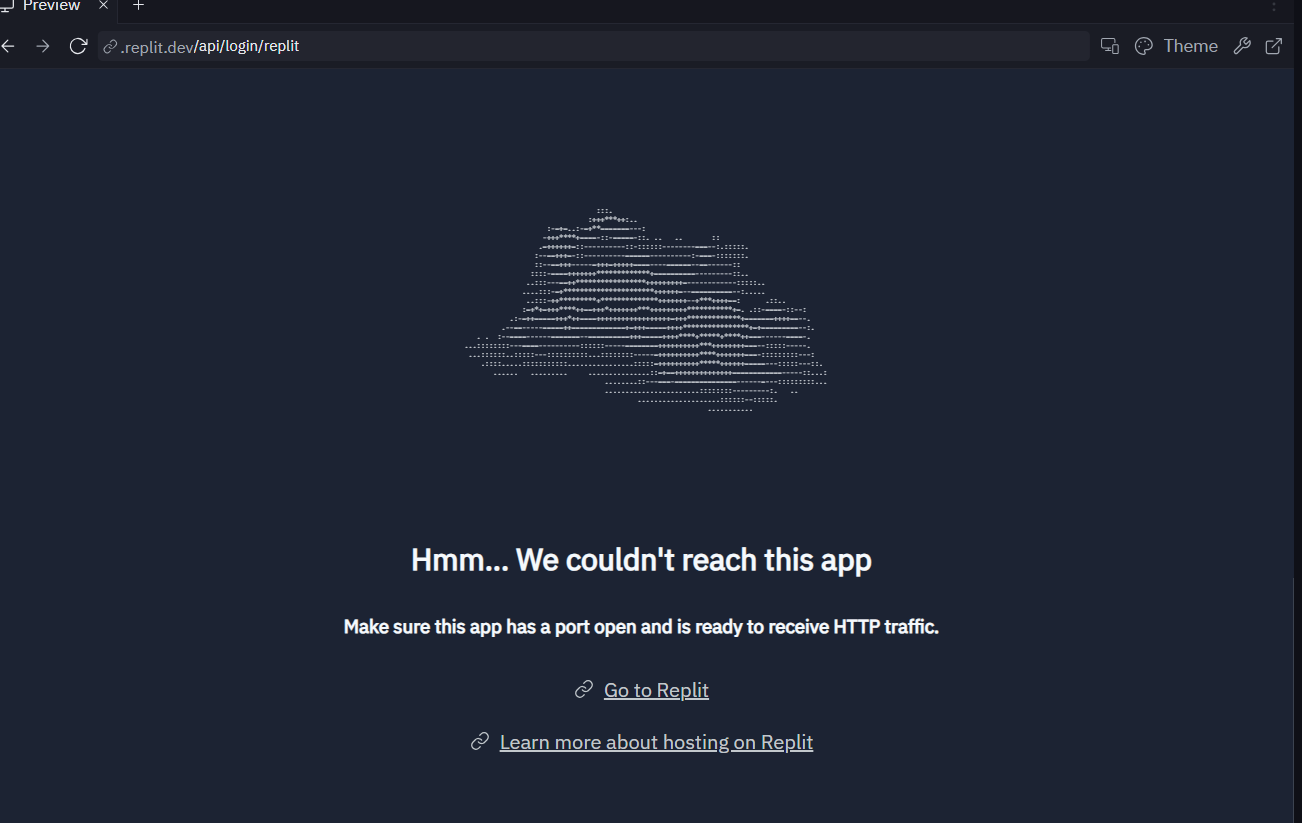 Preview
.replit.dev/api/login/replit
Theme
Hmm... We couldn't reach this app
Make sure this app has a port open and is ready to receive HTTP traffic.
Go to Replit
Learn more about hosting on Replit